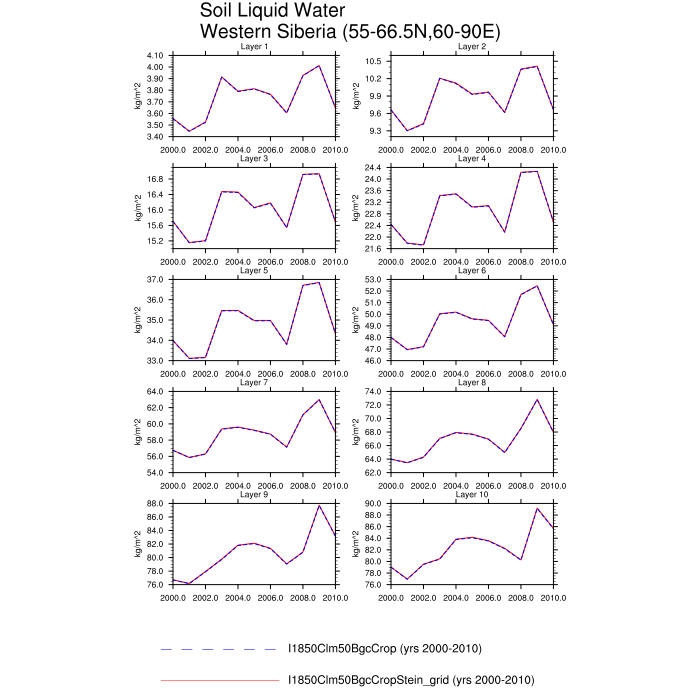 Soil Liquid Water
Western Siberia (55-66.5N,60-90E)
Layer 1
4.10
4.00
3.90
3.80
3.70
3.60
3.50
3.40
kg/m^2
2000.0 2002.0 2004.0 2006.0 2008.0 2010.0
Layer 2
10.5
10.2
9.9
9.6
9.3
kg/m^2
2000.0 2002.0 2004.0 2006.0 2008.0 2010.0
Layer 3
16.8
16.4
16.0
15.6
15.2
kg/m^2
2000.0 2002.0 2004.0 2006.0 2008.0 2010.0
Layer 4
24.4
24.0
23.6
23.2
22.8
22.4
22.0
21.6
kg/m^2
2000.0 2002.0 2004.0 2006.0 2008.0 2010.0
Layer 5
37.0
36.0
35.0
34.0
33.0
kg/m^2
2000.0 2002.0 2004.0 2006.0 2008.0 2010.0
Layer 6
53.0
52.0
51.0
50.0
49.0
48.0
47.0
46.0
kg/m^2
2000.0 2002.0 2004.0 2006.0 2008.0 2010.0
Layer 7
64.0
62.0
60.0
58.0
56.0
54.0
kg/m^2
2000.0 2002.0 2004.0 2006.0 2008.0 2010.0
Layer 8
74.0
72.0
70.0
68.0
66.0
64.0
62.0
kg/m^2
2000.0 2002.0 2004.0 2006.0 2008.0 2010.0
Layer 9
88.0
86.0
84.0
82.0
80.0
78.0
76.0
kg/m^2
2000.0 2002.0 2004.0 2006.0 2008.0 2010.0
Layer 10
90.0
88.0
86.0
84.0
82.0
80.0
78.0
76.0
kg/m^2
2000.0 2002.0 2004.0 2006.0 2008.0 2010.0
I1850Clm50BgcCrop (yrs 2000-2010)
I1850Clm50BgcCropStein_grid (yrs 2000-2010)